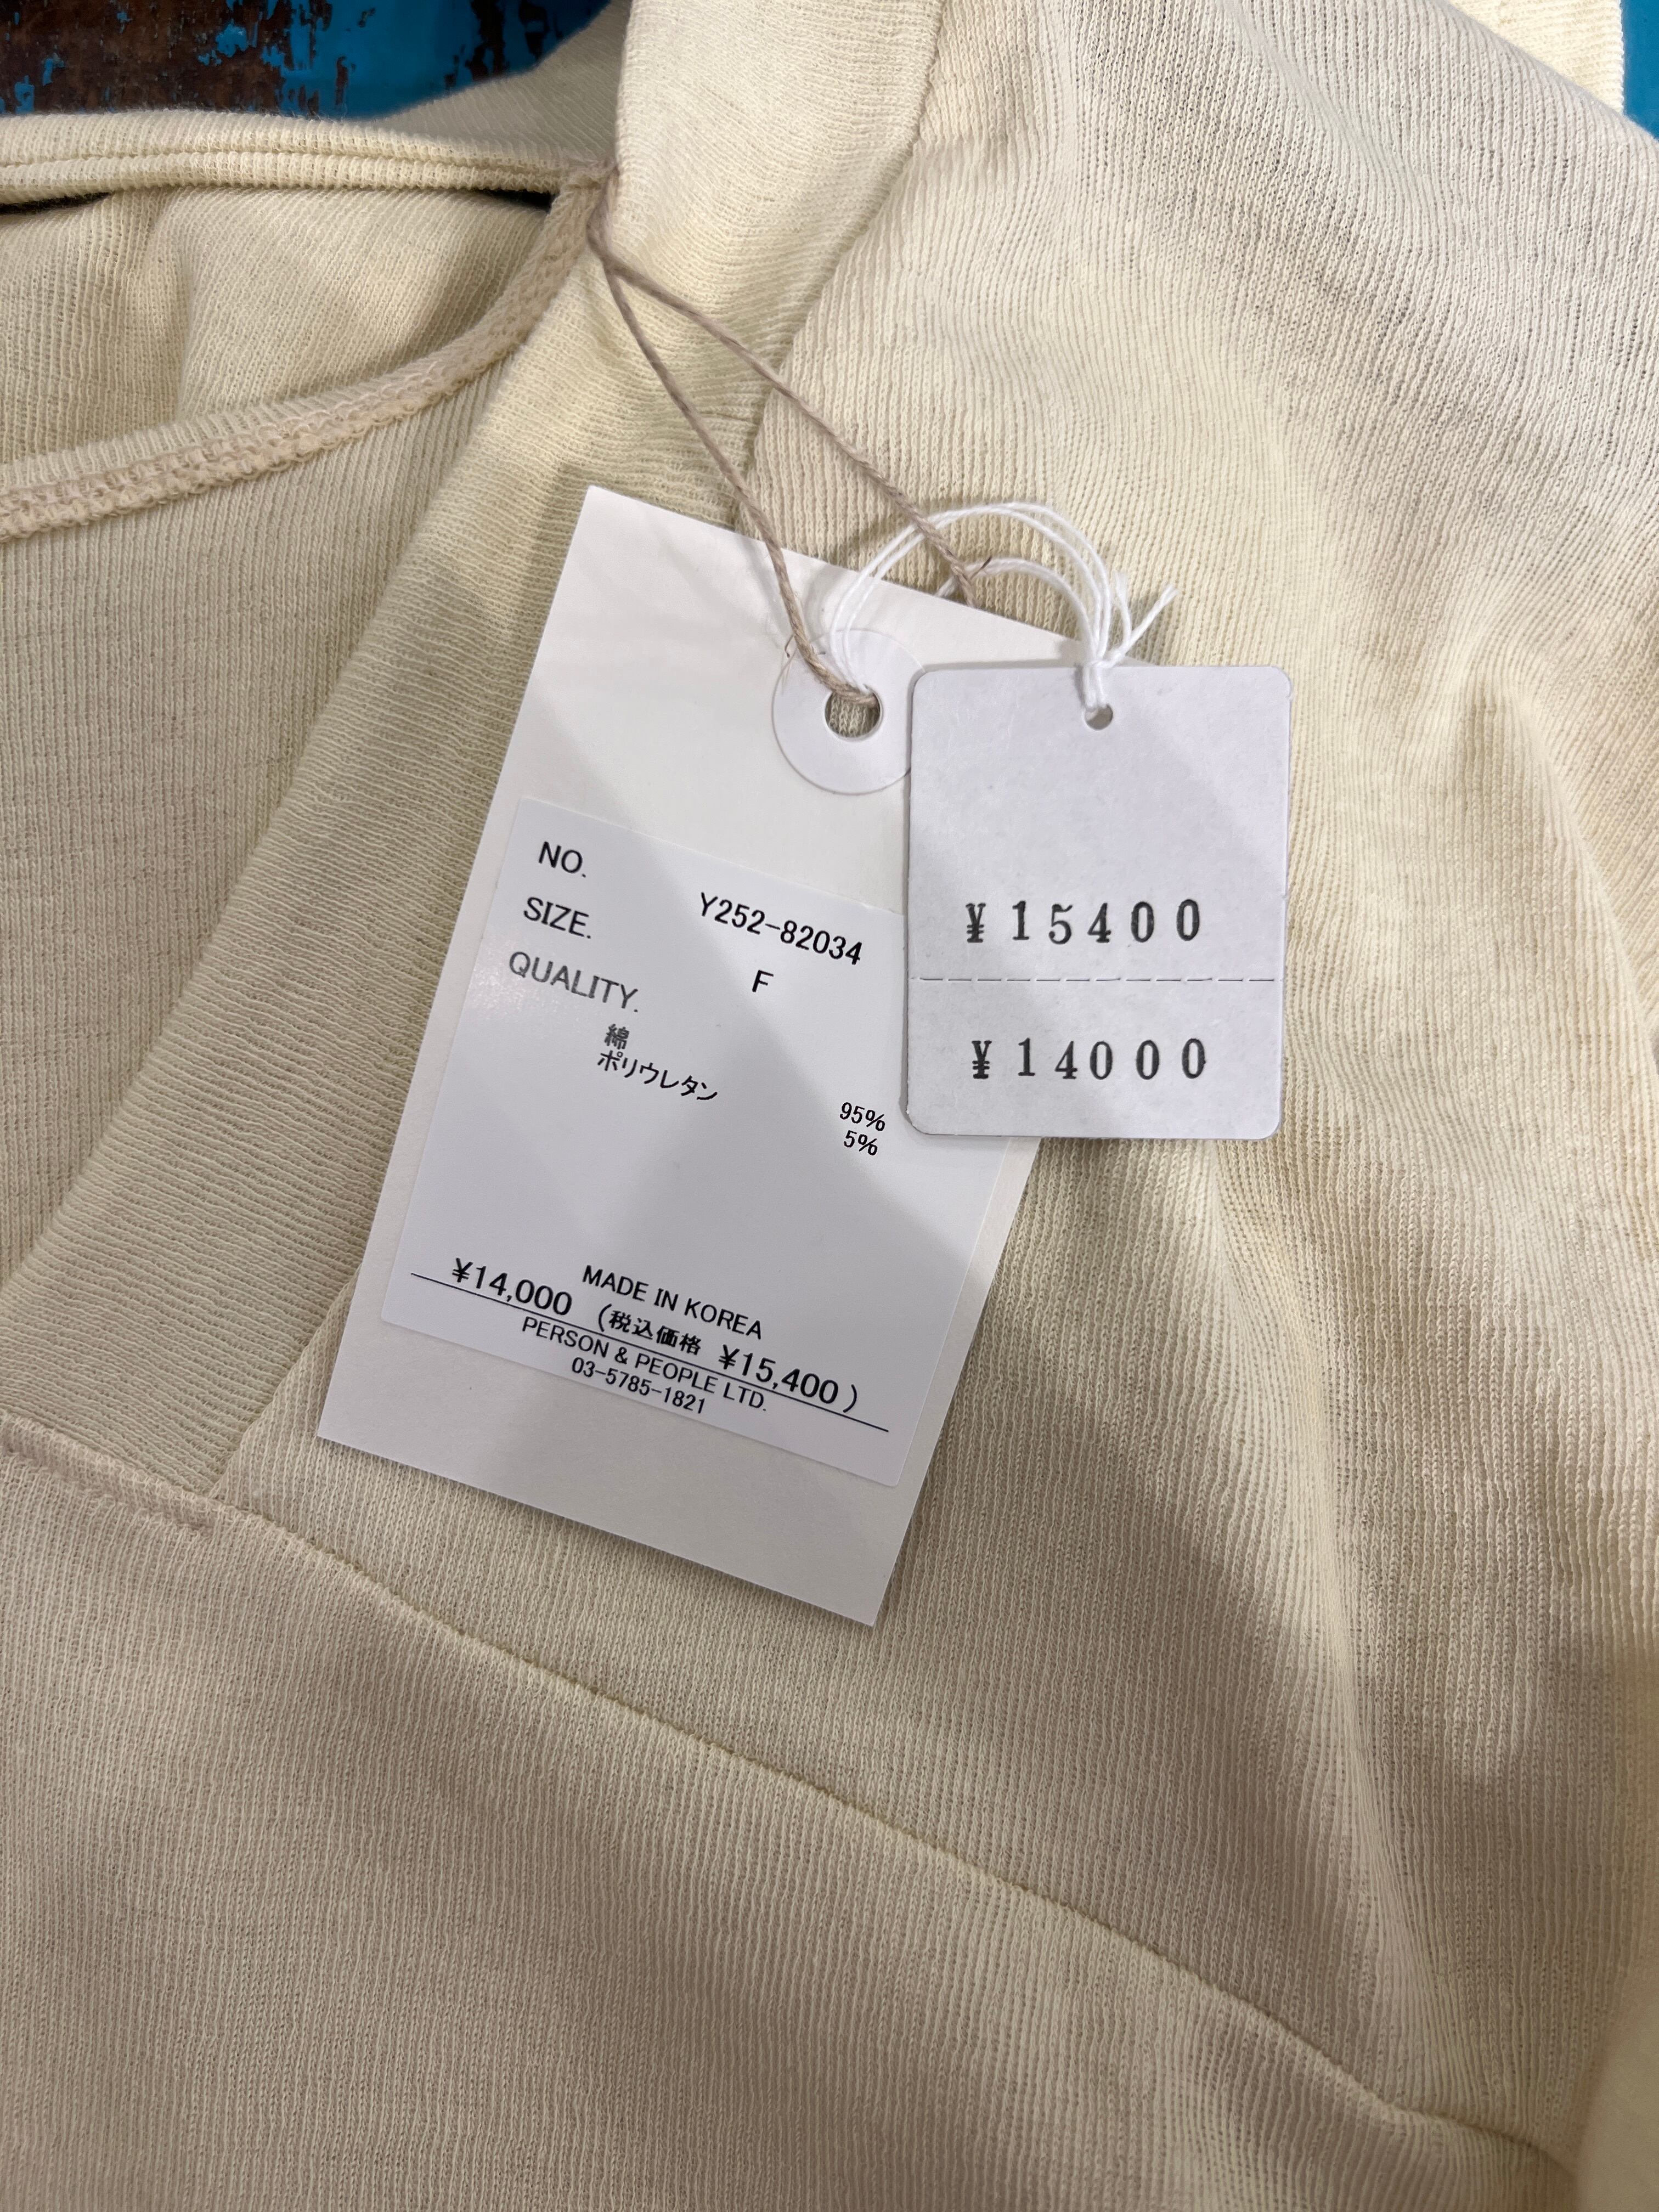 NO. Y252-82034
SIZE. F
QUALITY.
綿 95%
ポリウレタン 5%
MADE IN KOREA
¥14,000 (税込価格 ¥15,400)
PERSON & PEOPLE LTD.
03-5785-1821
¥15400
¥14000